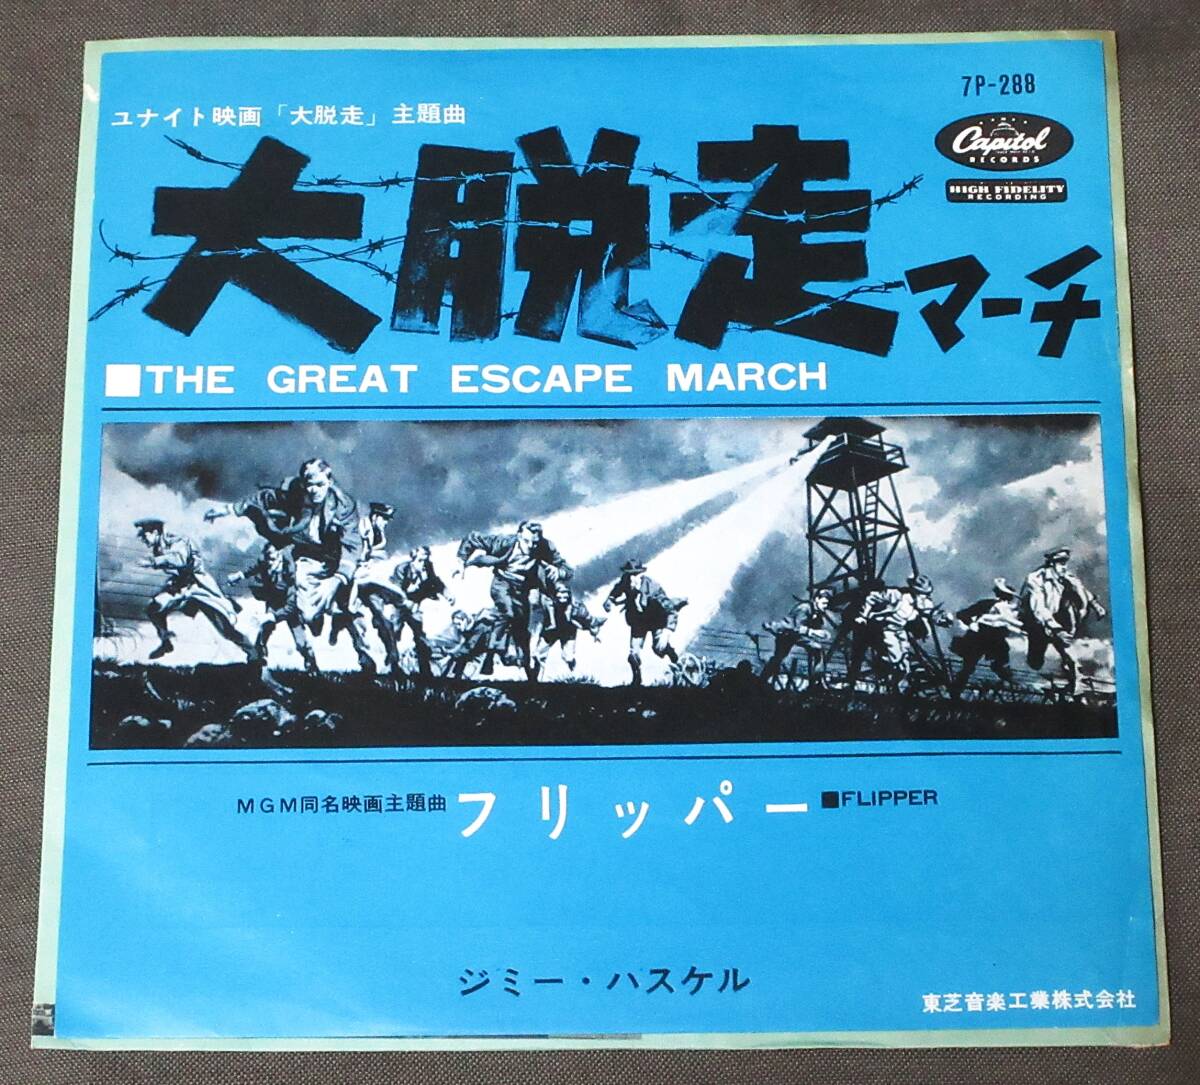 7P-288
ユナイト映画「大脱走」主題曲
Capitol
RECORDS
HIGH FIDELITY
RECORDING
大脱走マーチ
■THE GREAT ESCAPE MARCH
MGM同名映画主題曲 フリッパー ■FLIPPER
ジミー・ハスケル
東芝音楽工業株式会社